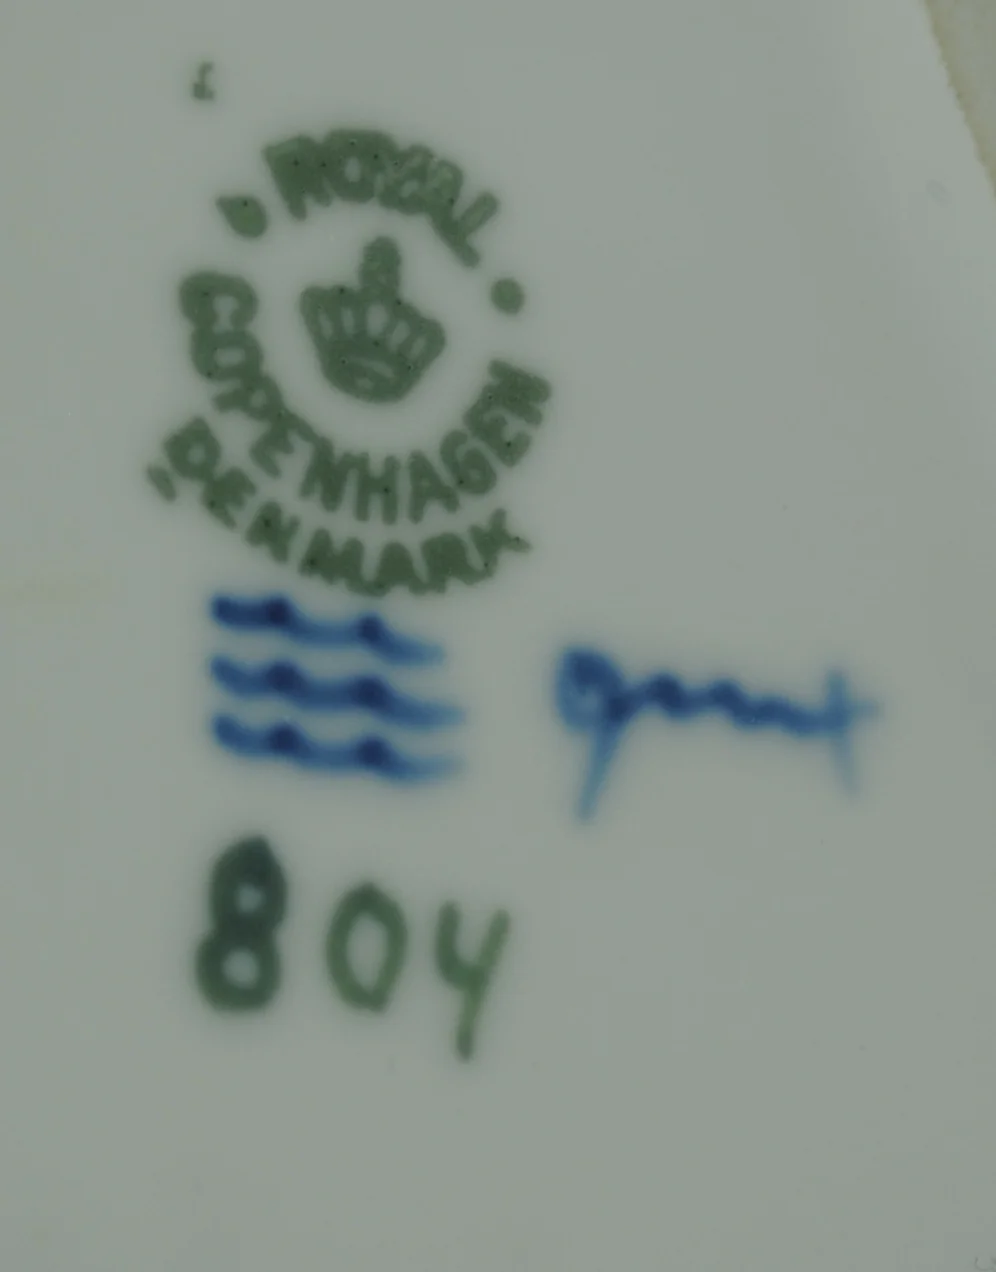 ROYAL
COPENHAGEN
DENMARK
804